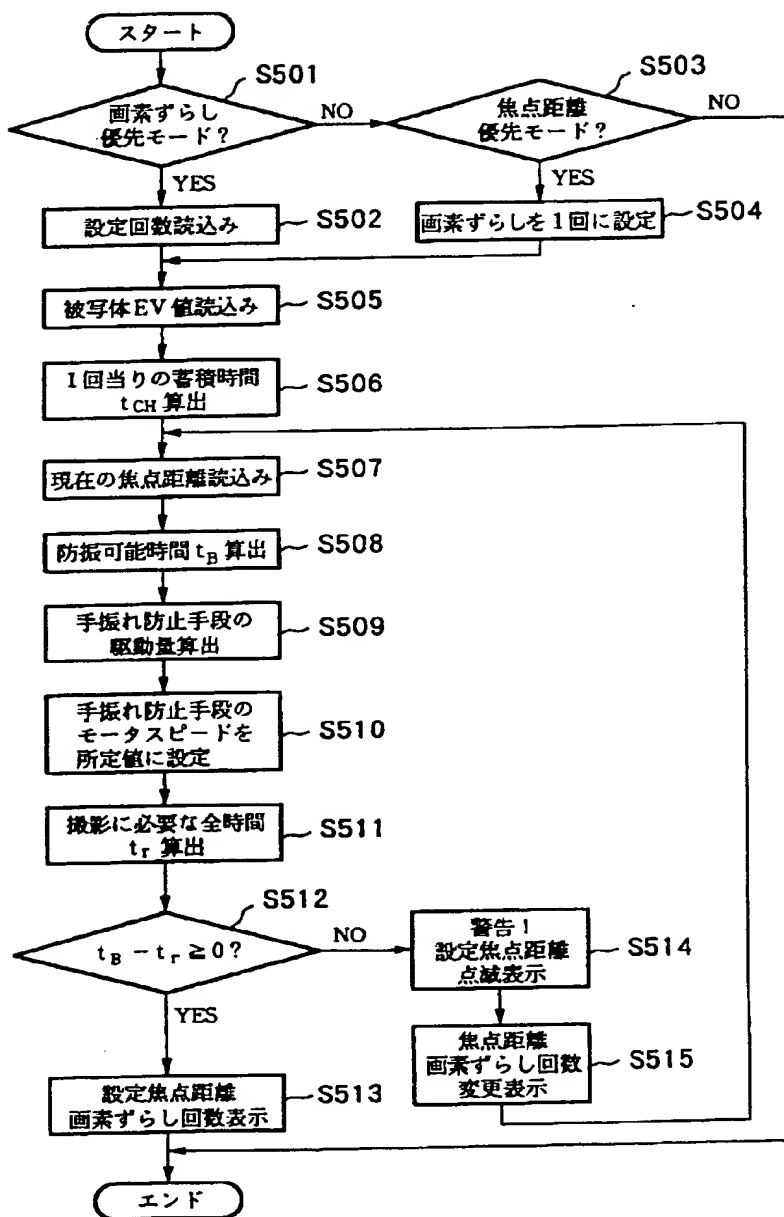 スタート
S501
画素ずらし
優先モード?
NO
YES
S503
焦点距離
優先モード?
NO
YES
設定回数読込み
S502
画素ずらしを1回に設定
S504
被写体EV値読込み
S505
1回当りの蓄積時間
tCH 算出
S506
現在の焦点距離読込み
S507
防振可能時間 tB 算出
S508
手振れ防止手段の
駆動量算出
S509
手振れ防止手段の
モータスピードを
所定値に設定
S510
撮影に必要な全時間
tr 算出
S511
S512
tB − tr ≧ 0?
NO
YES
警告!
設定焦点距離
点滅表示
S514
焦点距離
画素ずらし回数
変更表示
S515
設定焦点距離
画素ずらし回数表示
S513
エンド